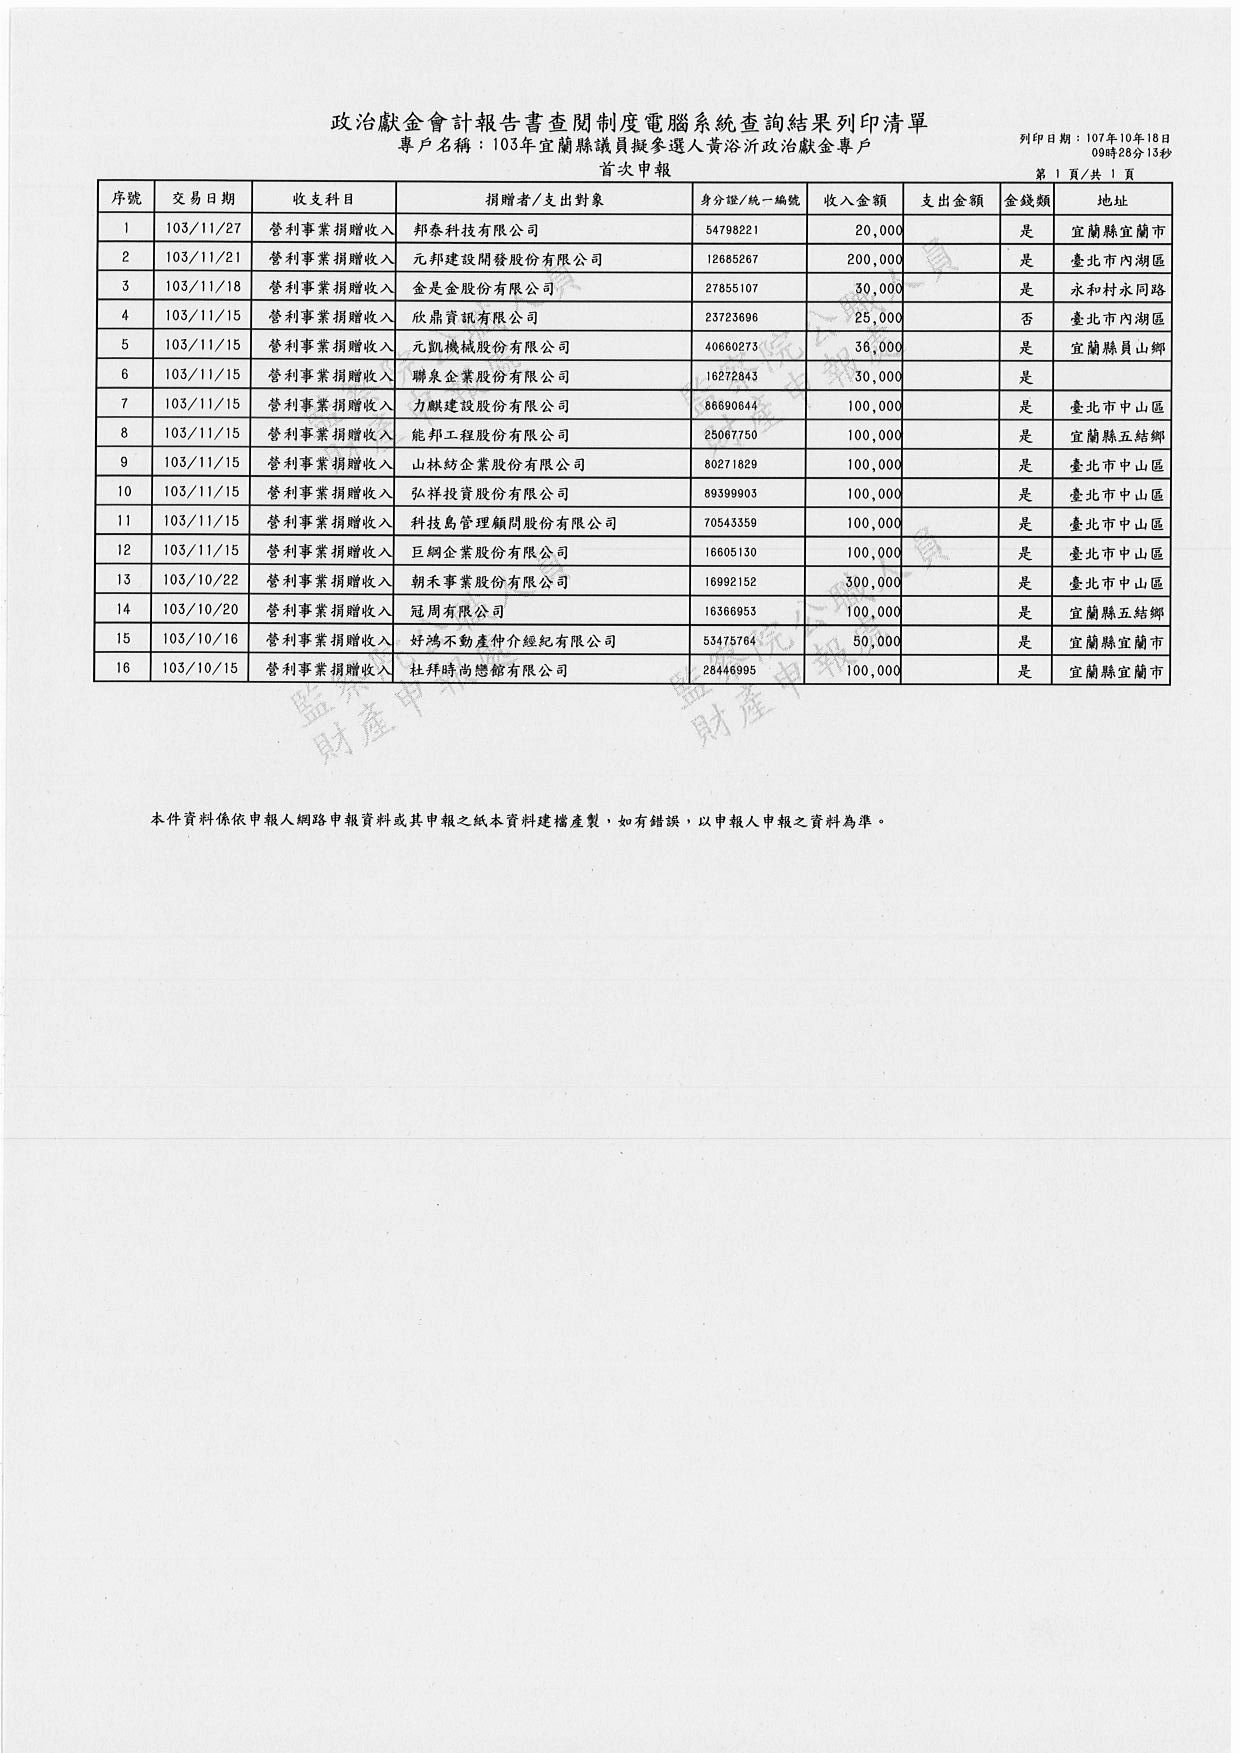 政治獻金會計報告書查閱制度電腦系統查詢結果列印清單
專戶名稱：103年宜蘭縣議員擬參選人黃浴沂政治獻金專戶
列印日期：107年10月18日
09時28分13秒
首次申報
第 1 頁/共 1 頁
序號 交易日期 收支科目 捐贈者/支出對象 身分證/統一編號 收入金額 支出金額 金錢類 地址
1 103/11/27 營利事業捐贈收入 邦泰科技有限公司 54798221 20,000 是 宜蘭縣宜蘭市
2 103/11/21 營利事業捐贈收入 元邦建設開發股份有限公司 12685267 200,000 是 臺北市內湖區
3 103/11/18 營利事業捐贈收入 金是金股份有限公司 27855107 30,000 是 永和村永同路
4 103/11/15 營利事業捐贈收入 欣鼎資訊有限公司 23723696 25,000 否 臺北市內湖區
5 103/11/15 營利事業捐贈收入 元凱機械股份有限公司 40660273 36,000 是 宜蘭縣員山鄉
6 103/11/15 營利事業捐贈收入 聯泉企業股份有限公司 16272843 30,000 是
7 103/11/15 營利事業捐贈收入 力麒建設股份有限公司 86690644 100,000 是 臺北市中山區
8 103/11/15 營利事業捐贈收入 能邦工程股份有限公司 25067750 100,000 是 宜蘭縣五結鄉
9 103/11/15 營利事業捐贈收入 山林紡企業股份有限公司 80271829 100,000 是 臺北市中山區
10 103/11/15 營利事業捐贈收入 弘祥投資股份有限公司 89399903 100,000 是 臺北市中山區
11 103/11/15 營利事業捐贈收入 科技島管理顧問股份有限公司 70543359 100,000 是 臺北市中山區
12 103/11/15 營利事業捐贈收入 巨綱企業股份有限公司 16605130 100,000 是 臺北市中山區
13 103/10/22 營利事業捐贈收入 朝禾事業股份有限公司 16992152 300,000 是 臺北市中山區
14 103/10/20 營利事業捐贈收入 冠周有限公司 16366953 100,000 是 宜蘭縣五結鄉
15 103/10/16 營利事業捐贈收入 好鴻不動產仲介經紀有限公司 53475764 50,000 是 宜蘭縣宜蘭市
16 103/10/15 營利事業捐贈收入 杜拜時尚戀館有限公司 28446995 100,000 是 宜蘭縣宜蘭市
監察院公職人員
財產申報處
監察院公職人員
財產申報處
監察院公職人員
財產申報處
監察院公職人員
財產申報處
本件資料係依申報人網路申報資料或其申報之紙本資料建檔產製，如有錯誤，以申報人申報之資料為準。